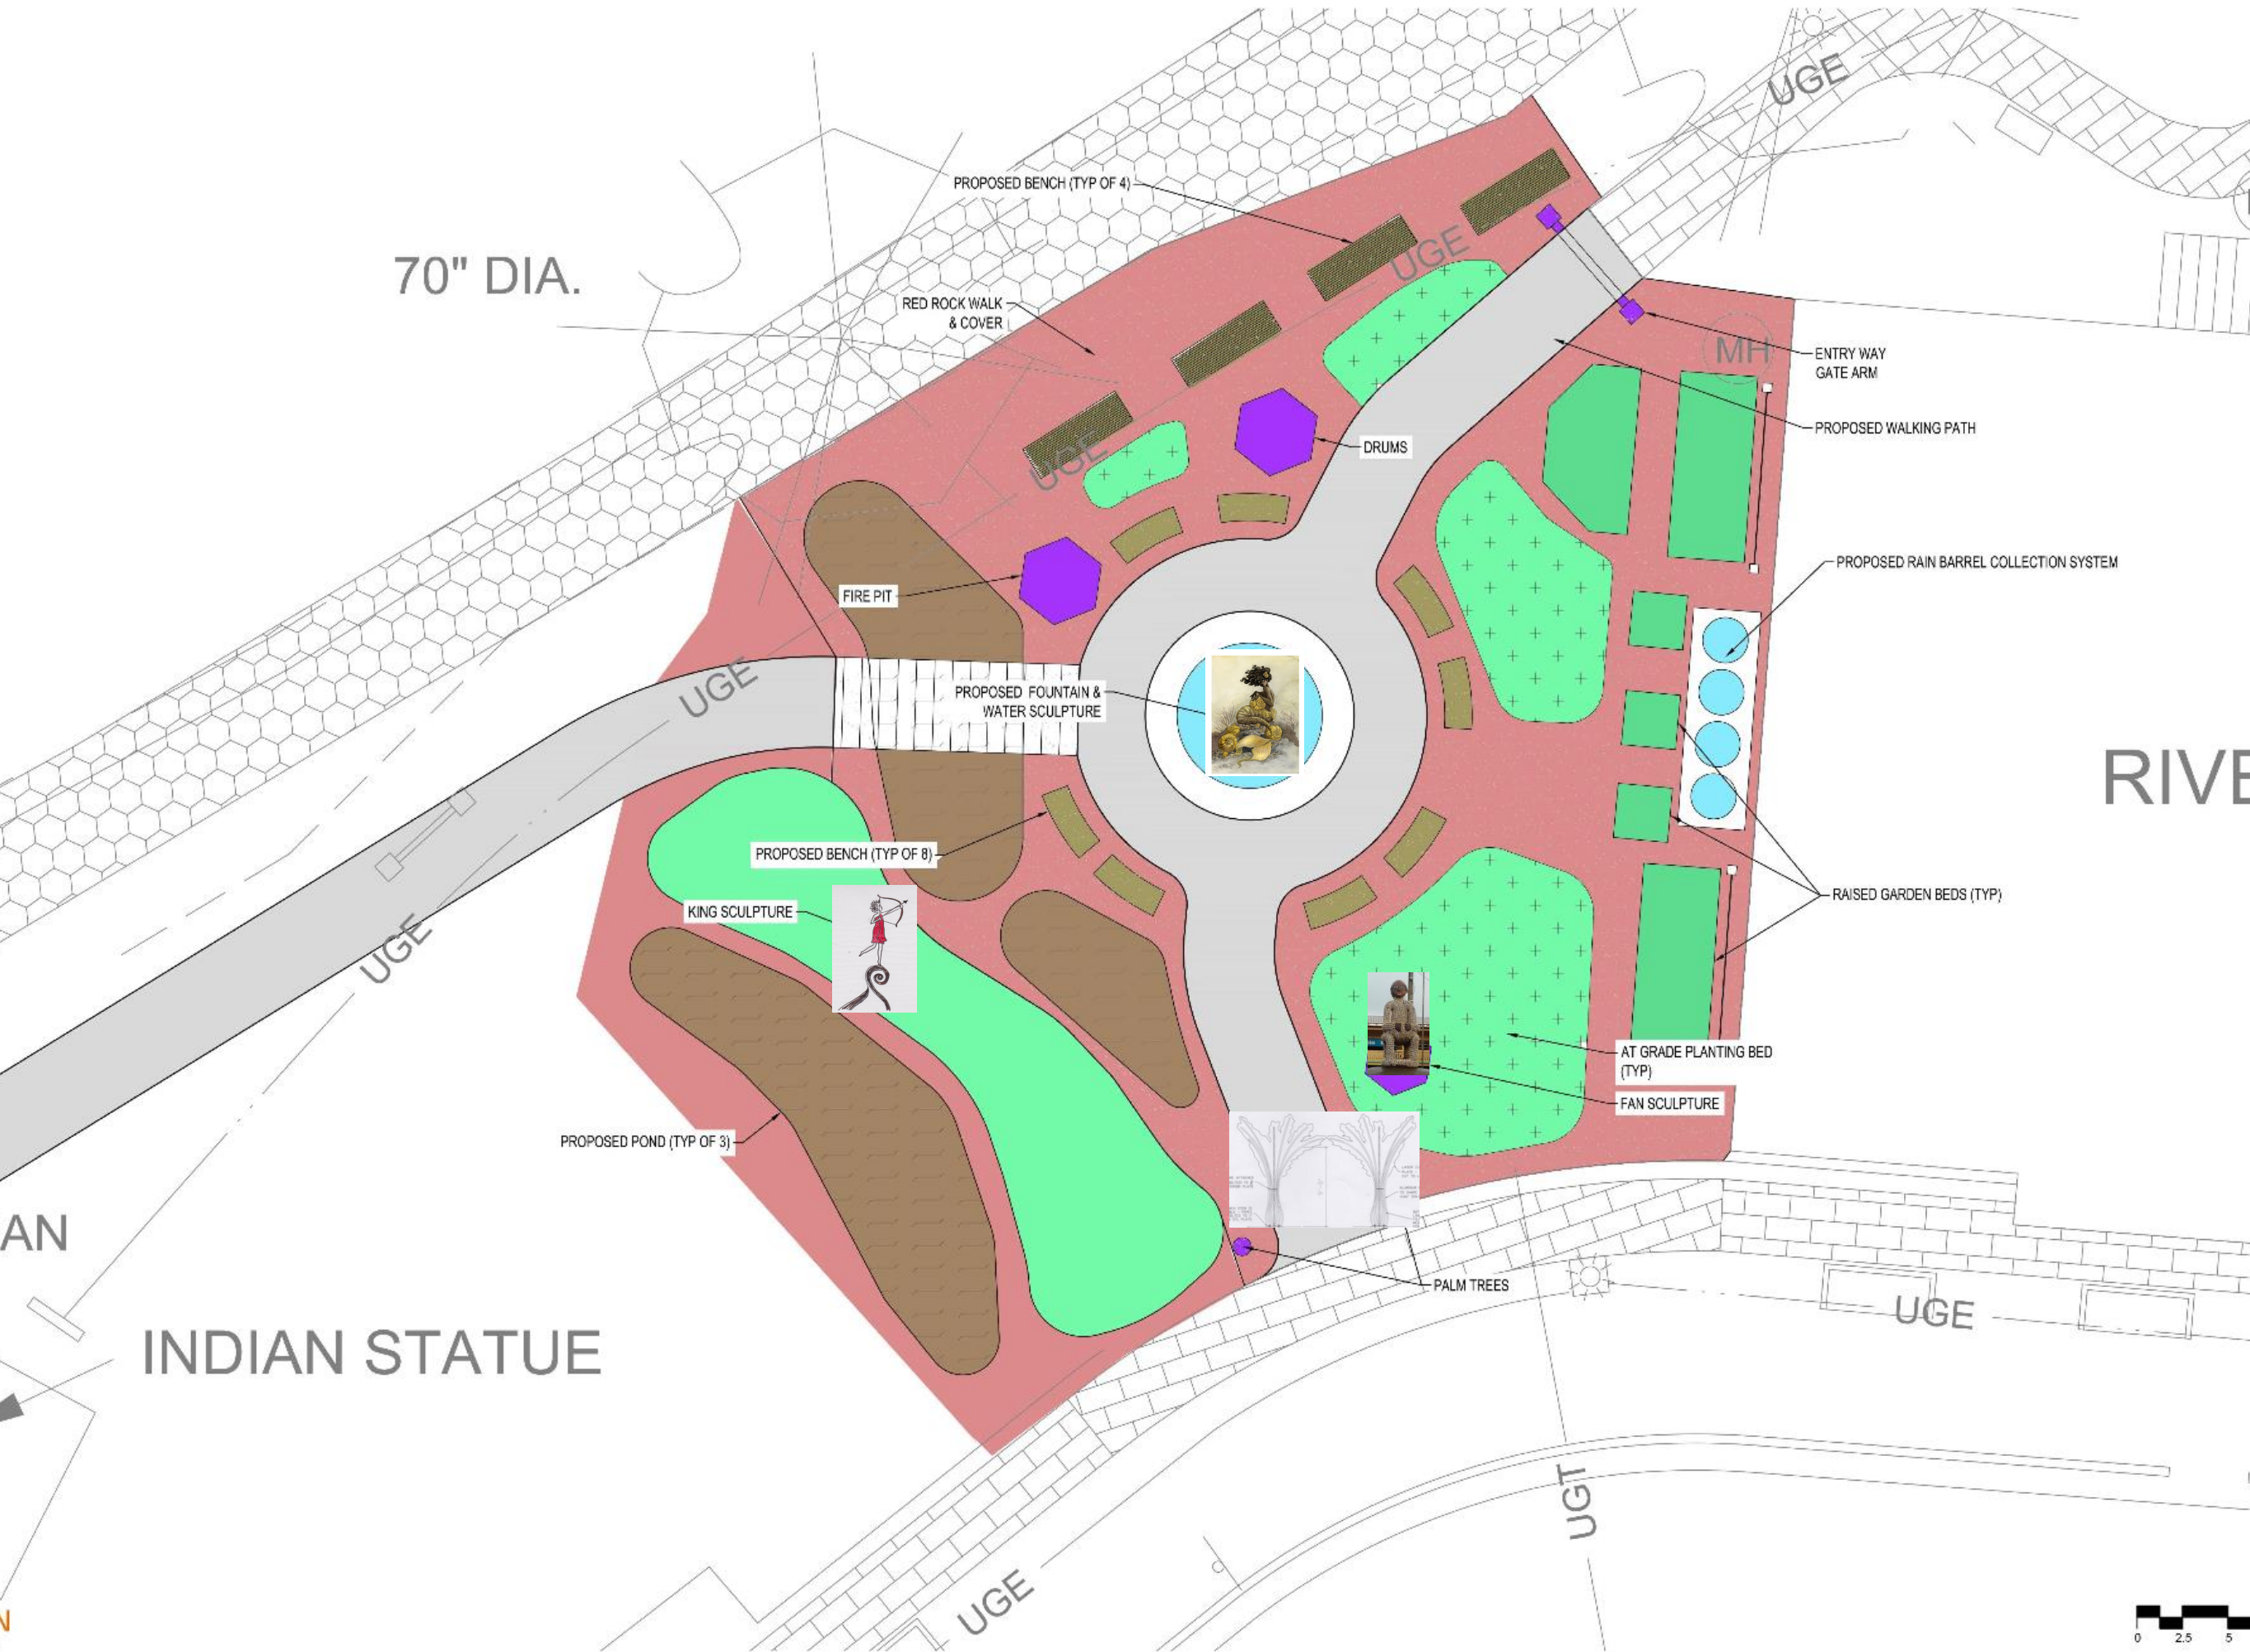 UGE
PROPOSED BENCH (TYP OF 4)
70" DIA.
UGE
RED ROCK WALK
& COVER
MH
ENTRY WAY
GATE ARM
PROPOSED WALKING PATH
DRUMS
UGE
PROPOSED RAIN BARREL COLLECTION SYSTEM
FIRE PIT
UGE
PROPOSED FOUNTAIN &
WATER SCULPTURE
RIVE
PROPOSED BENCH (TYP OF 8)
RAISED GARDEN BEDS (TYP)
KING SCULPTURE
UGE
AT GRADE PLANTING BED
(TYP)
FAN SCULPTURE
PROPOSED POND (TYP OF 3)
AN
PALM TREES
UGE
INDIAN STATUE
UGT
UGE
N
0 2.5 5